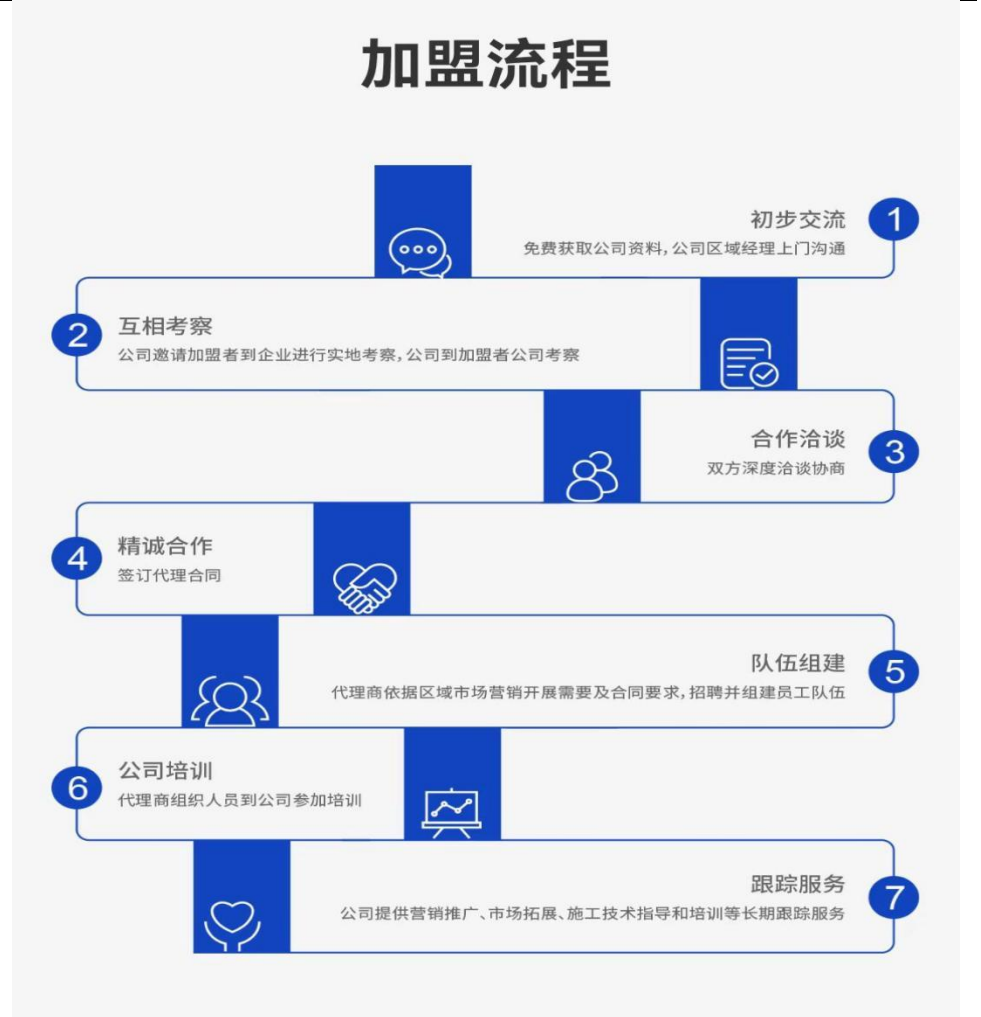 加盟流程
初步交流
1
免费获取公司资料,公司区域经理上门沟通
2
互相考察
公司邀请加盟者到企业进行实地考察,公司到加盟者公司考察
合作洽谈
3
双方深度洽谈协商
4
精诚合作
签订代理合同
队伍组建
5
代理商依据区域市场营销开展需要及合同要求,招聘并组建员工队伍
6
公司培训
代理商组织人员到公司参加培训
跟踪服务
7
公司提供营销推广、市场拓展、施工技术指导和培训等长期跟踪服务